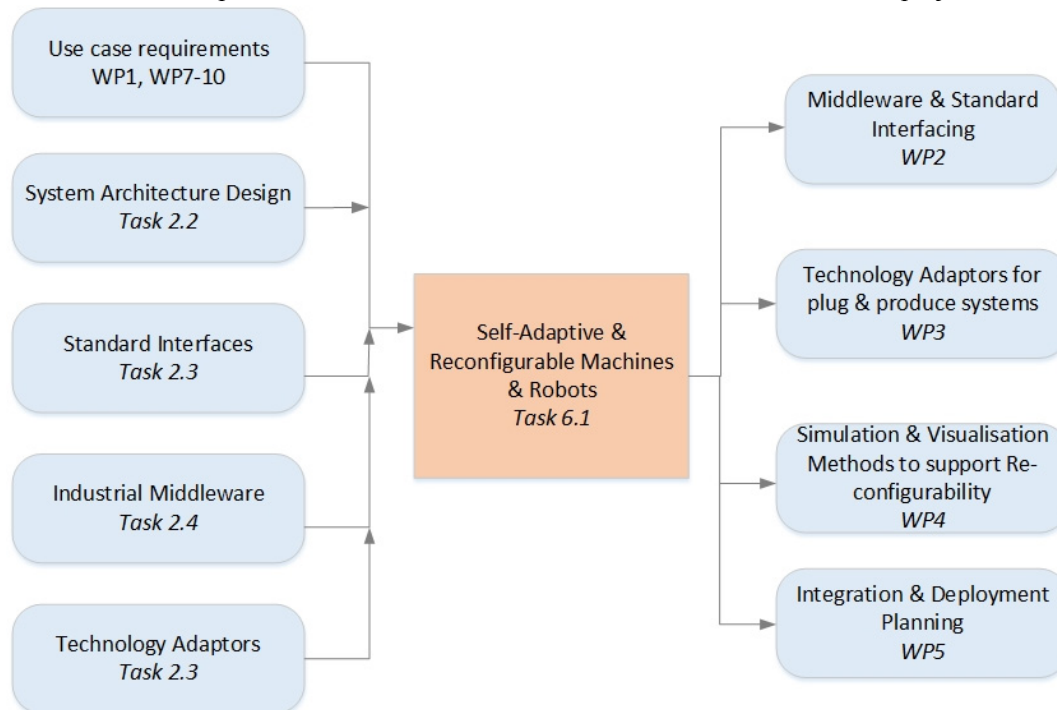 Use case requirements
WP1, WP7-10
System Architecture Design
Task 2.2
Standard Interfaces
Task 2.3
Industrial Middleware
Task 2.4
Technology Adaptors
Task 2.3
Self-Adaptive &
Reconfigurable Machines
& Robots
Task 6.1
Middleware & Standard
Interfacing
WP2
Technology Adaptors for
plug & produce systems
WP3
Simulation & Visualisation
Methods to support Re-
configurability
WP4
Integration & Deployment
Planning
WP5